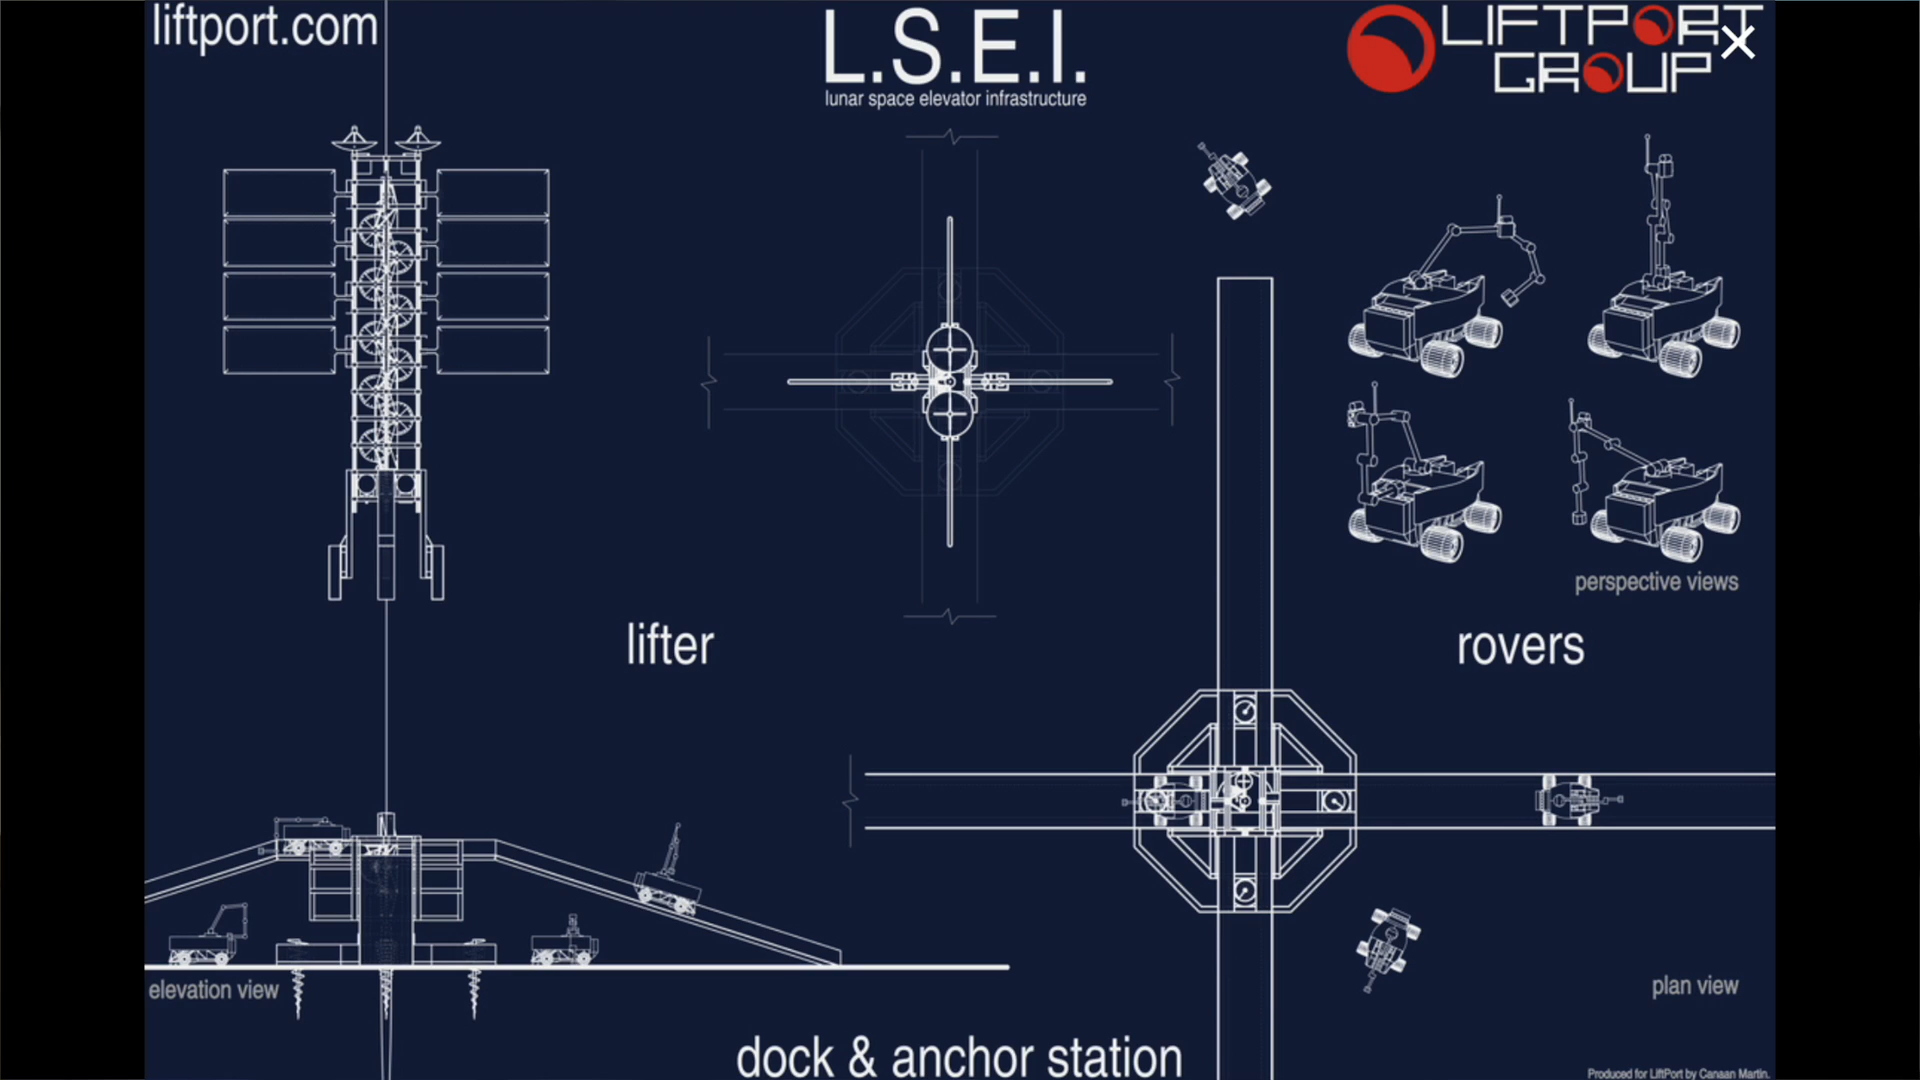 liftport.com
L.S.E.I.
lunar space elevator infrastructure
LIFTPORT
GROUP
perspective views
lifter
rovers
elevation view
plan view
dock & anchor station
Produced for LiftPort by Canaan Martin.